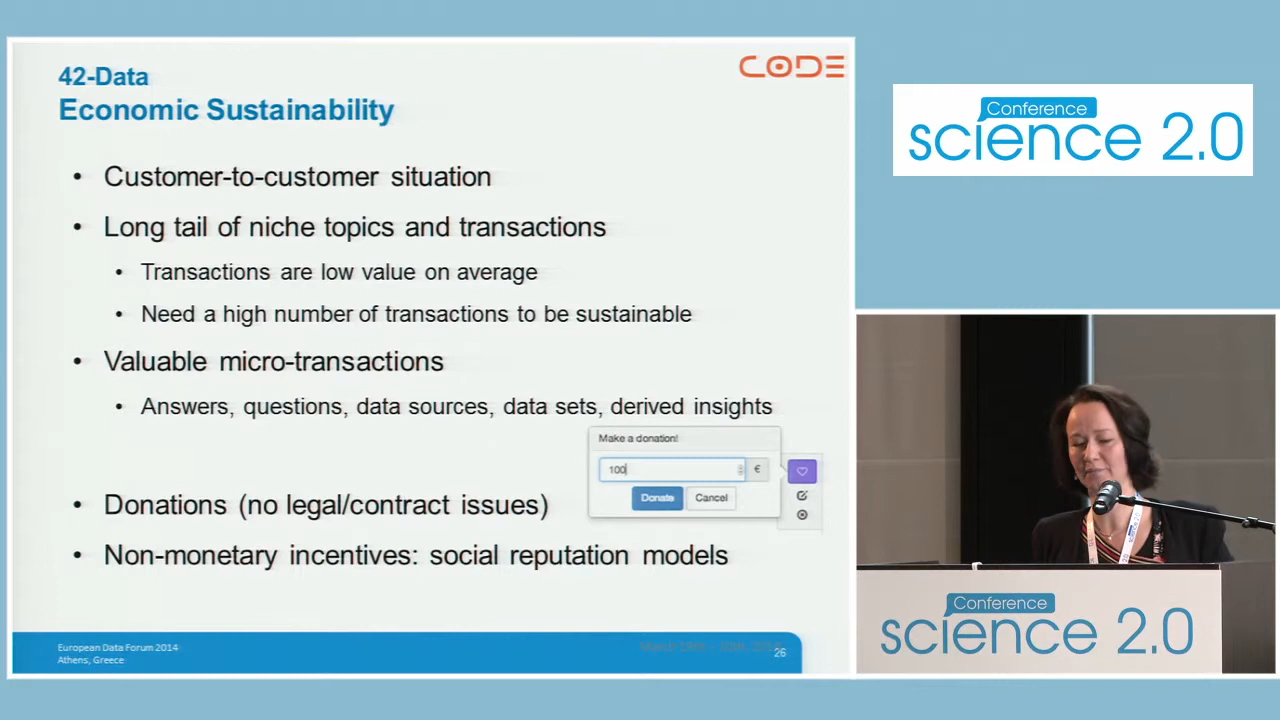 42-Data
Economic Sustainability
CODE
• Customer-to-customer situation
• Long tail of niche topics and transactions
• Transactions are low value on average
• Need a high number of transactions to be sustainable
• Valuable micro-transactions
• Answers, questions, data sources, data sets, derived insights
Make a donation!
100
€
Donate
Cancel
• Donations (no legal/contract issues)
• Non-monetary incentives: social reputation models
European Data Forum 2014
Athens, Greece
26
Conference
science 2.0
Conference
science 2.0